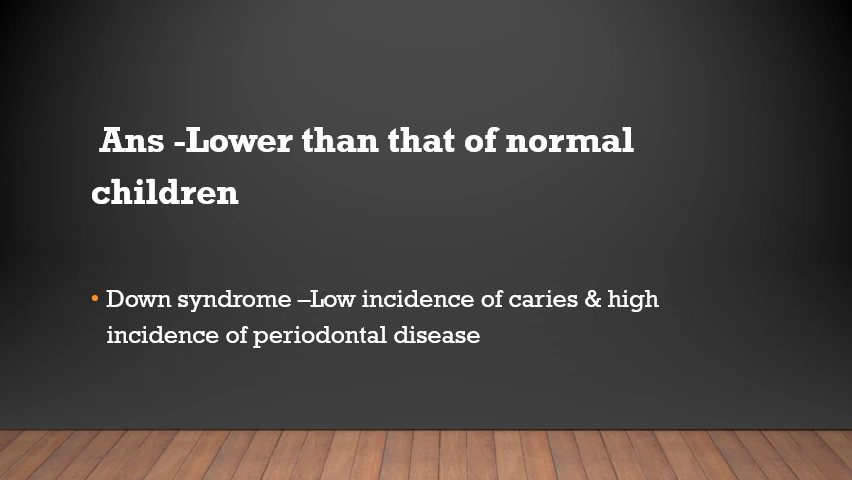 Ans -Lower than that of normal
children
• Down syndrome –Low incidence of caries & high
incidence of periodontal disease